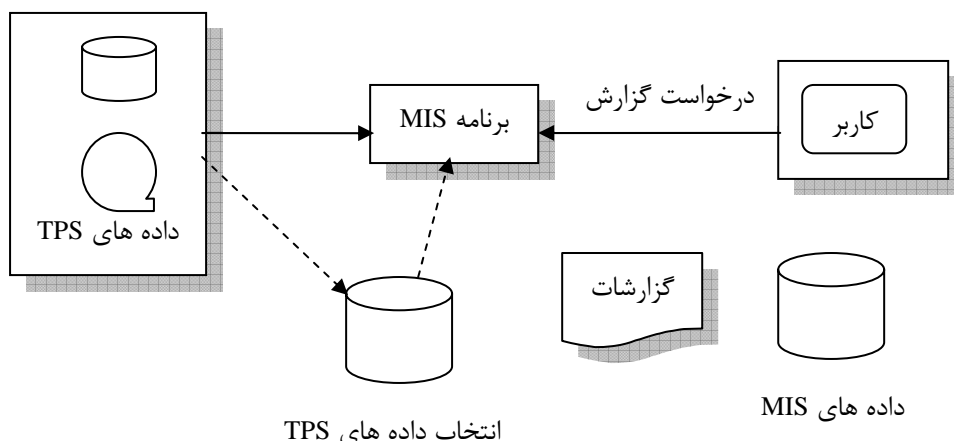 کاربر
درخواست گزارش
برنامه MIS
داده های TPS
گزارشات
داده های MIS
انتخاب داده های TPS